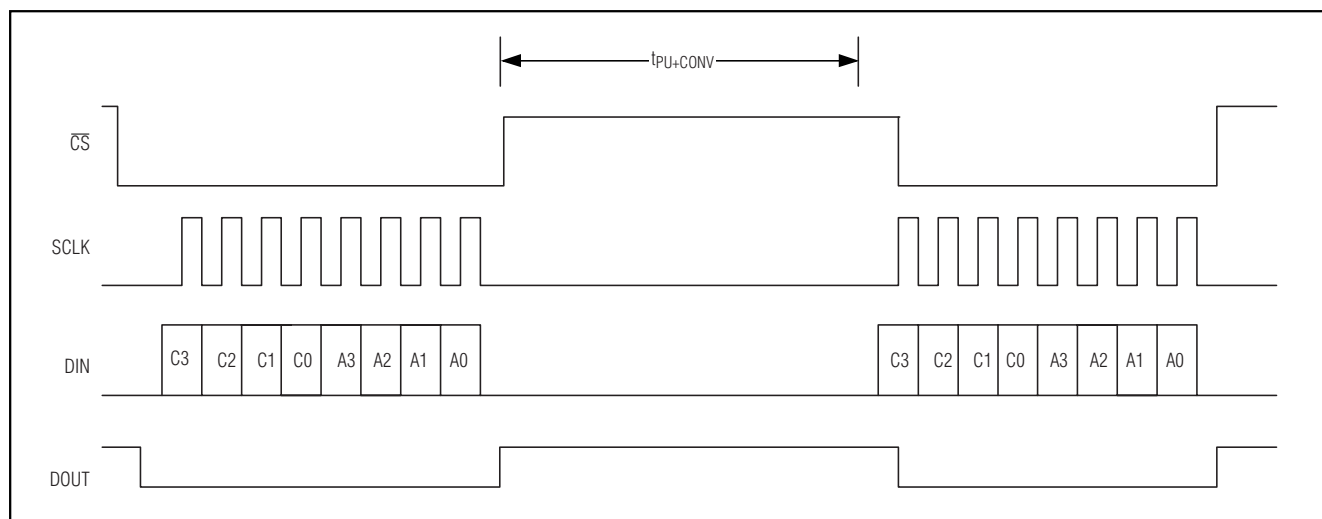 tPU+CONV
CS
SCLK
DIN C3 C2 C1 C0 A3 A2 A1 A0 C3 C2 C1 C0 A3 A2 A1 A0
DOUT